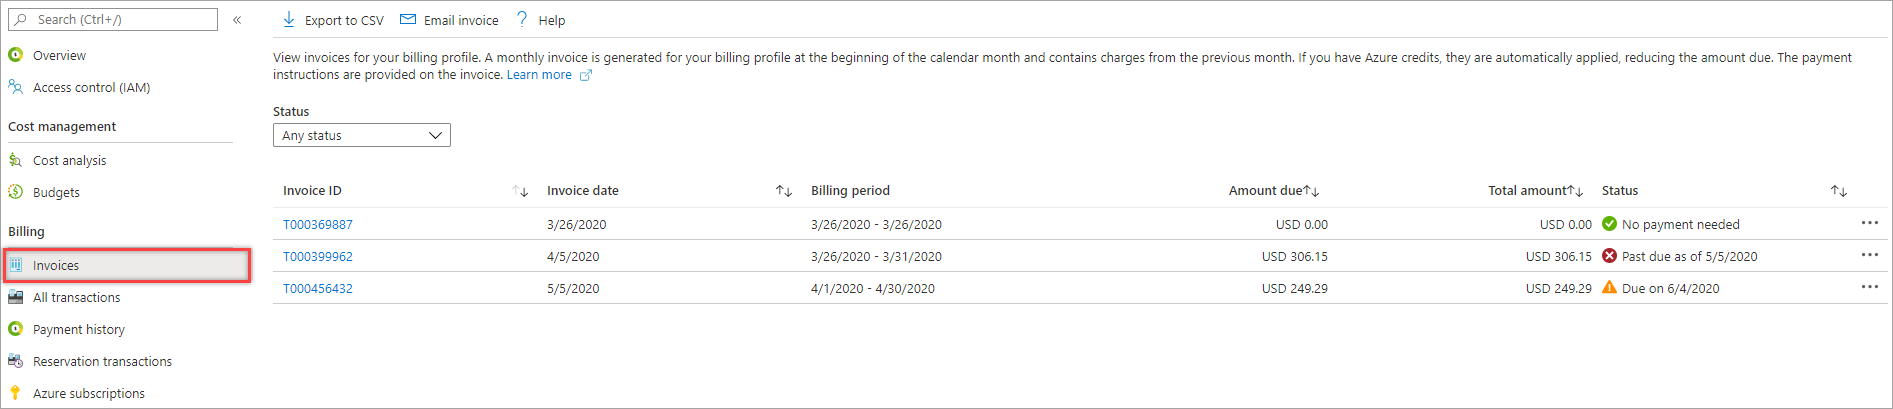 Search (Ctrl+/) «
Overview
Access control (IAM)
Cost management
Cost analysis
Budgets
Billing
Invoices
All transactions
Payment history
Reservation transactions
Azure subscriptions
Export to CSV Email invoice ? Help
View invoices for your billing profile. A monthly invoice is generated for your billing profile at the beginning of the calendar month and contains charges from the previous month. If you have Azure credits, they are automatically applied, reducing the amount due. The payment
instructions are provided on the invoice. Learn more
Status
Any status
Invoice ID ↑↓ Invoice date ↑↓ Billing period Amount due↑↓ Total amount↑↓ Status ↑↓
T000369887 3/26/2020 3/26/2020 - 3/26/2020 USD 0.00 USD 0.00 No payment needed ···
T000399962 4/5/2020 3/26/2020 - 3/31/2020 USD 306.15 USD 306.15 Past due as of 5/5/2020 ···
T000456432 5/5/2020 4/1/2020 - 4/30/2020 USD 249.29 USD 249.29 Due on 6/4/2020 ···